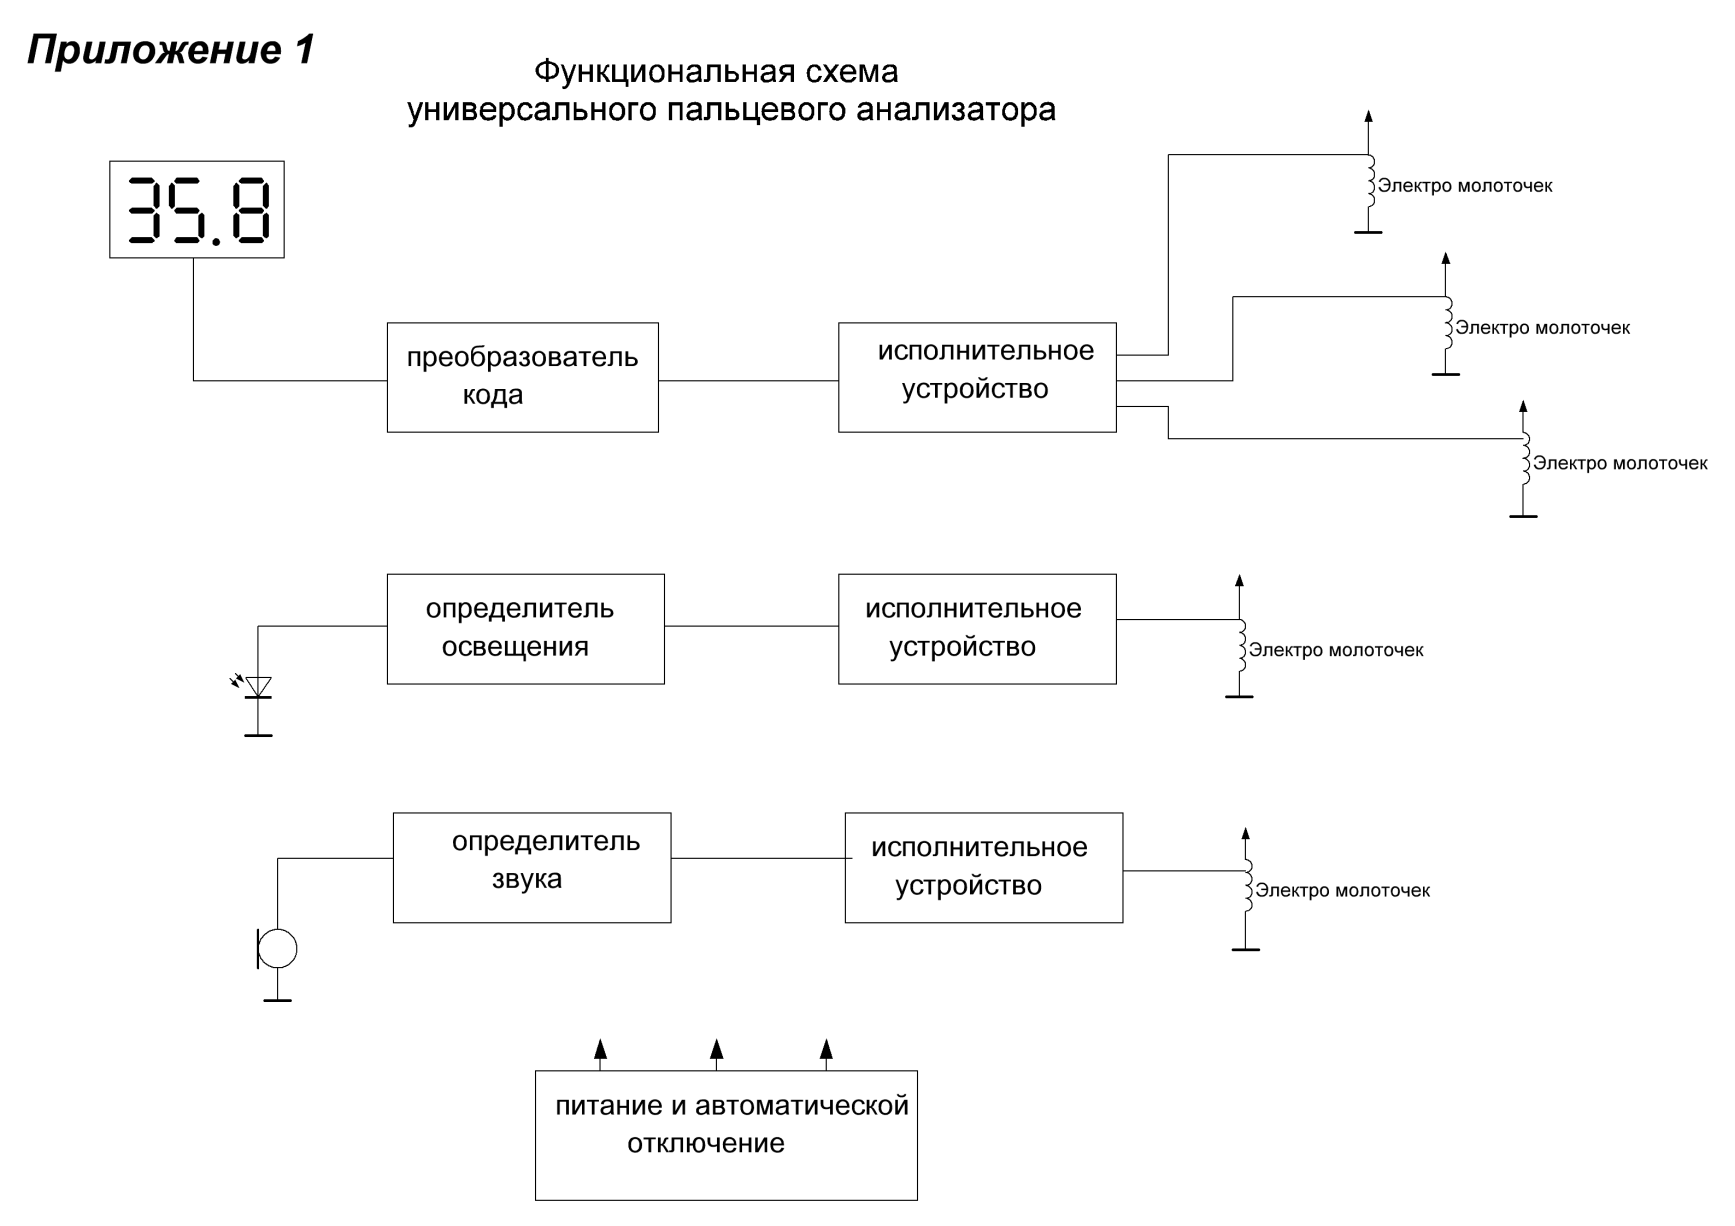 Приложение 1
Функциональная схема
универсального пальцевого анализатора
35.8
Электро молоточек
Электро молоточек
преобразователь
кода
исполнительное
устройство
Электро молоточек
определитель
освещения
исполнительное
устройство
Электро молоточек
определитель
звука
исполнительное
устройство
Электро молоточек
питание и автоматической
отключение